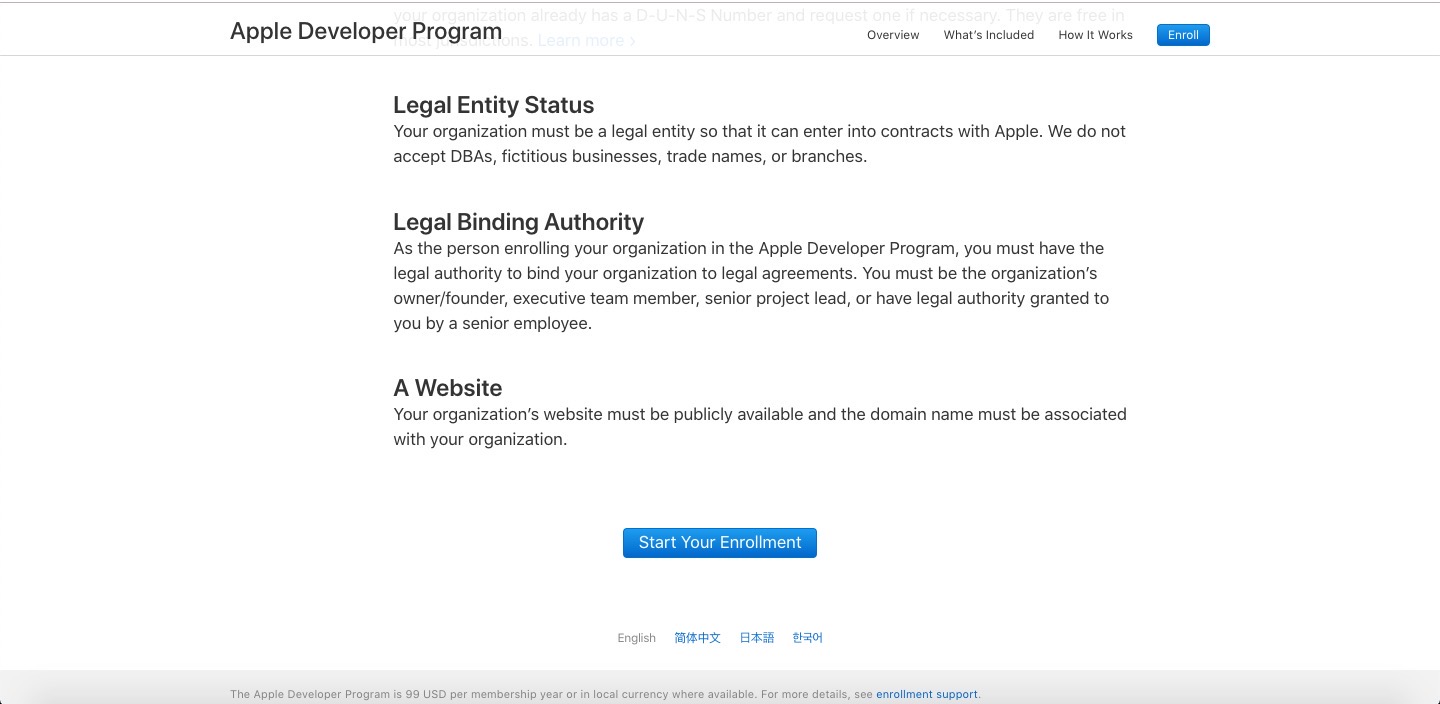 your organization already has a D-U-N-S Number and request one if necessary. They are free in
Apple Developer Program
most jurisdictions. Learn more ›
Overview What's Included How It Works Enroll
Legal Entity Status
Your organization must be a legal entity so that it can enter into contracts with Apple. We do not
accept DBAs, fictitious businesses, trade names, or branches.
Legal Binding Authority
As the person enrolling your organization in the Apple Developer Program, you must have the
legal authority to bind your organization to legal agreements. You must be the organization's
owner/founder, executive team member, senior project lead, or have legal authority granted to
you by a senior employee.
A Website
Your organization's website must be publicly available and the domain name must be associated
with your organization.
Start Your Enrollment
English 简体中文 日本語 한국어
The Apple Developer Program is 99 USD per membership year or in local currency where available. For more details, see enrollment support.